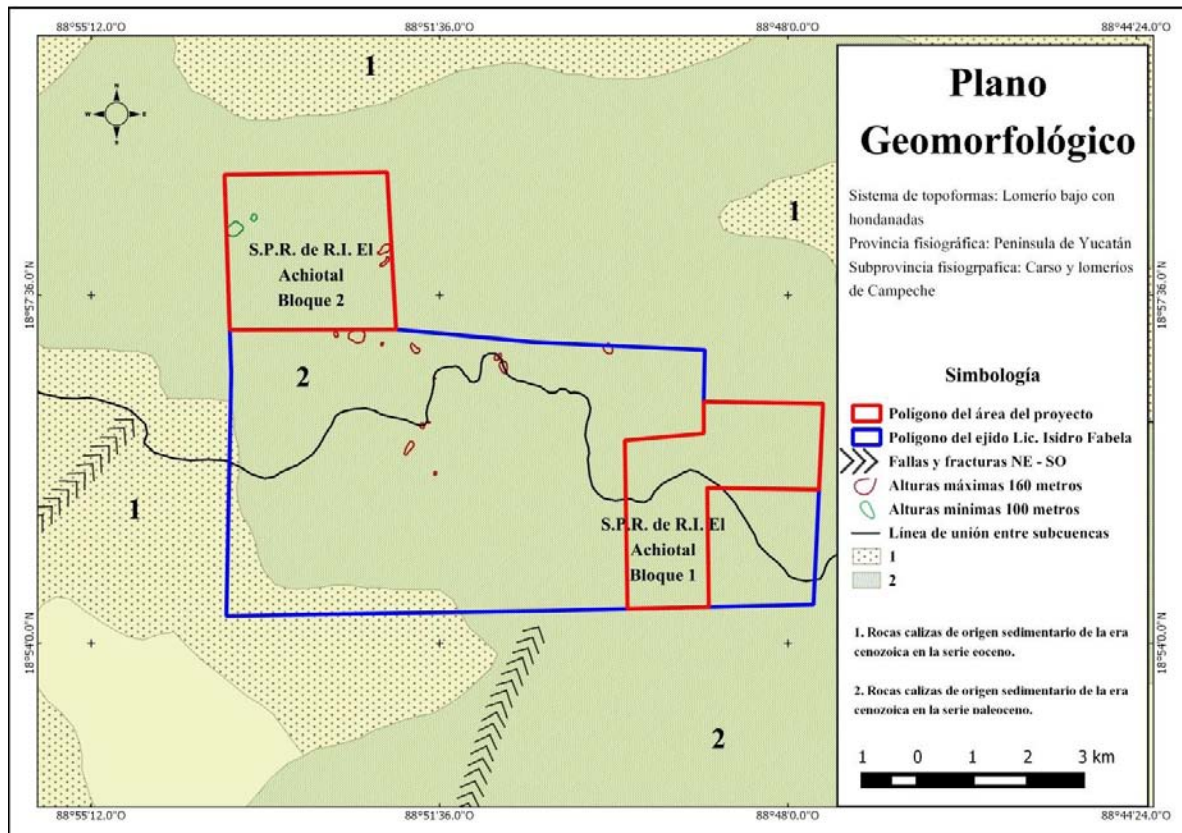 88°55'12.0"O
88°51'36.0"O
88°48'0.0"O
88°44'24.0"O
1
Plano
Geomorfológico
N
W
E
S
1
Sistema de topoformas: Lomerío bajo con
hondanadas
Provincia fisiográfica: Peninsula de Yucatán
Subprovincia fisiogrpafica: Carso y lomeríos
de Campeche
S.P.R. de R.I. El
Achiotal
Bloque 2
18°57'36.0"N
18°57'36.0"N
2
Simbología
Poligono del área del proyecto
Polígono del ejido Lic. Isidro Fabela
Fallas y fracturas NE - SO
Alturas máximas 160 metros
Alturas mínimas 100 metros
Línea de unión entre subcuencas
1
2
1
S.P.R. de R.I. El
Achiotal
Bloque 1
18°54'0.0"N
18°54'0.0"N
1. Rocas calizas de origen sedimentario de la era
cenozoica en la serie eoceno.
2. Rocas calizas de origen sedimentario de la era
cenozoica en la serie paleoceno.
2
1 0 1 2 3 km
88°55'12.0"O
88°51'36.0"O
88°48'0.0"O
88°44'24.0"O